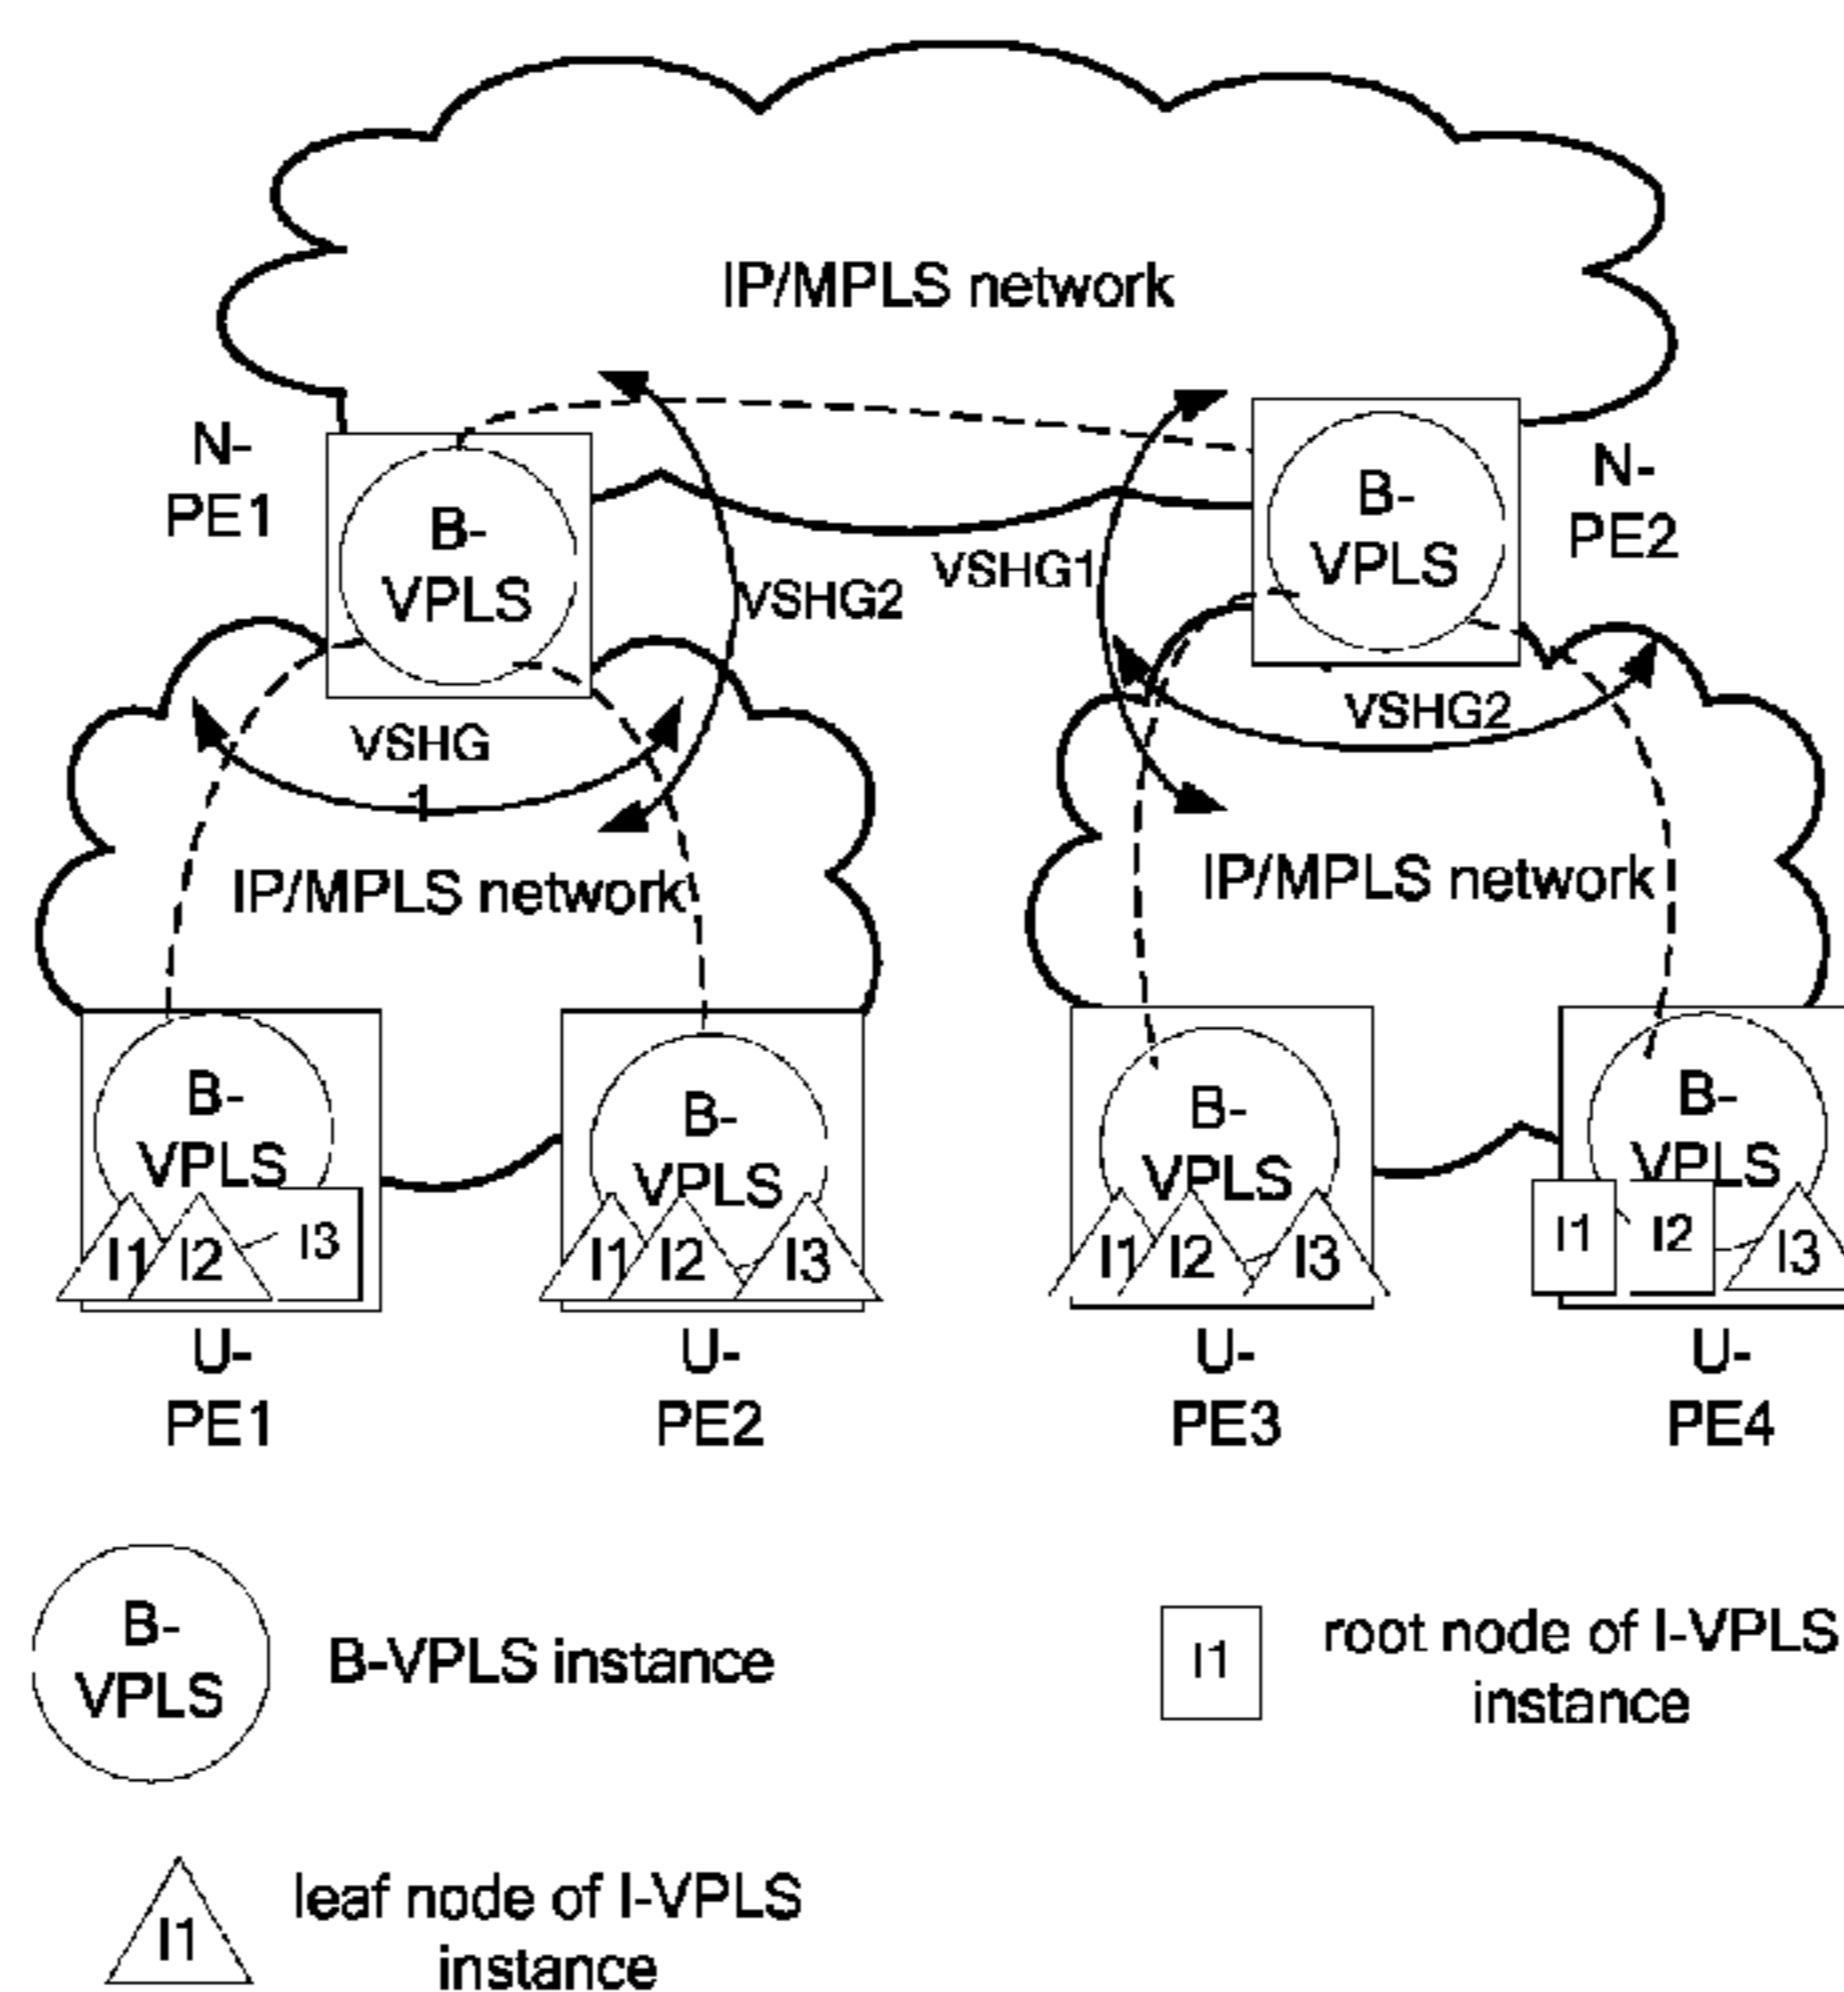 IP/MPLS network
N-
PE1
B-
VPLS
B-
VPLS
N-
PE2
VSHG2
VSHG1
VSHG
1
VSHG2
IP/MPLS network
IP/MPLS network
B-
VPLS
I1
I2
I3
B-
VPLS
I1
I2
I3
B-
VPLS
I1
I2
I3
B-
VPLS
I1
I2
I3
U-
PE1
U-
PE2
U-
PE3
U-
PE4
B-
VPLS
B-VPLS instance
I1
root node of I-VPLS
instance
I1
leaf node of I-VPLS
instance